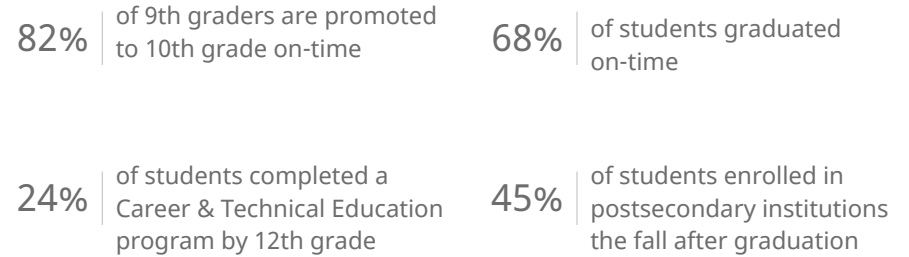 82% of 9th graders are promoted
to 10th grade on-time
68% of students graduated
on-time
24% of students completed a
Career & Technical Education
program by 12th grade
45% of students enrolled in
postsecondary institutions
the fall after graduation